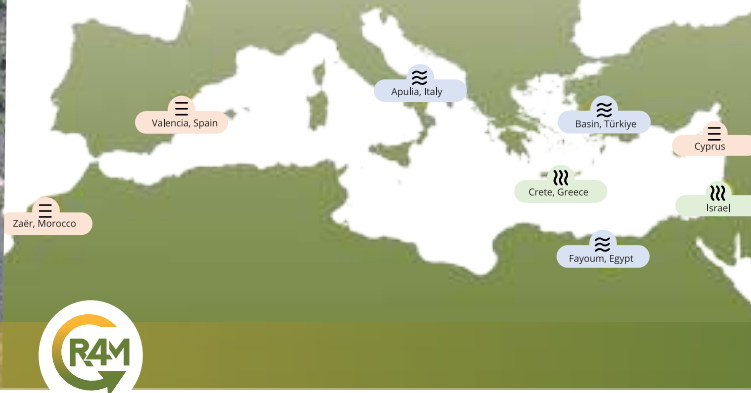 Apulia, Italy
Valencia, Spain
Basin, Türkiye
Cyprus
Crete, Greece
Israel
Zaër, Morocco
Fayoum, Egypt
R4M